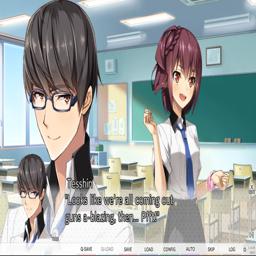 Tesshin
"Looks like we're all coming out
guns a-blazing, then... Pfft!"
Q-SAVE Q-LOAD SAVE LOAD CONFIG AUTO SKIP LOG